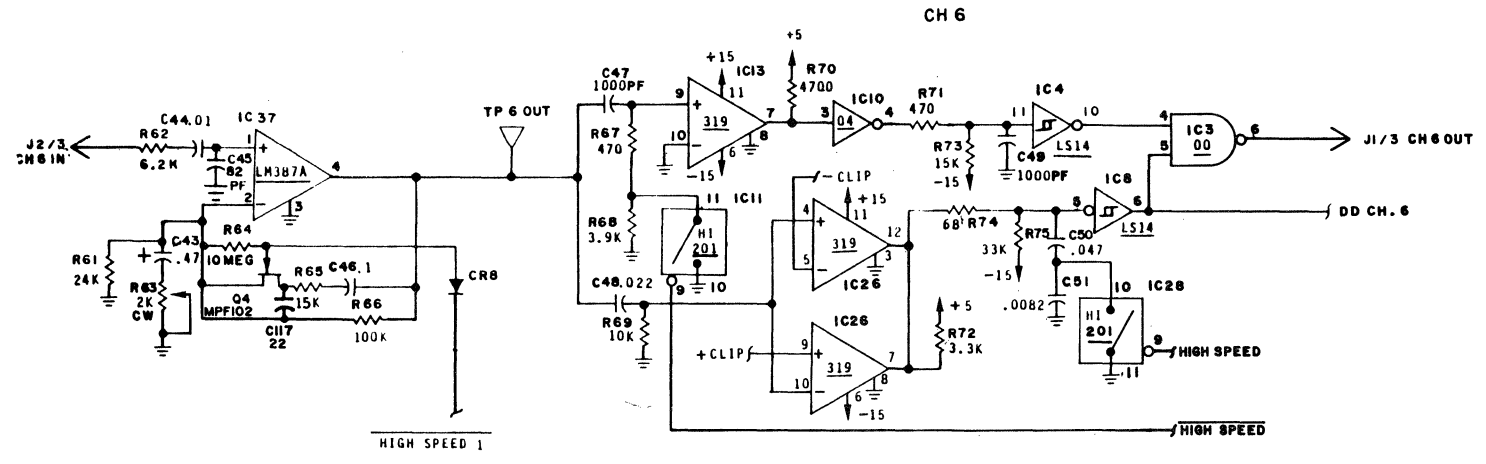 CH 6
J2/3
CH 6 IN
R62
6.2K
C44 .01
C45
82
PF
IC 37
1
+
LM387A
2
−
3
4
R61
24K
+
C43
.47
R63
2K
CW
R64
10 MEG
Q4
MPF102
R65
15K
C46 .1
C117
22
R66
100K
CR8
HIGH SPEED 1
TP 6 OUT
C47
1000PF
R67
470
R68
3.9K
9
+
10
−
319
+15
11
IC13
7
8
6
-15
+5
R70
4700
3
IC10
04
4
R71
470
R73
15K
-15
C49
1000PF
11
IC4
10
LS14
4
5
IC3
00
6
J1/3 CH 6 OUT
11
IC11
HI
201
9
10
C48 .022
R69
10K
-CLIP
4
+
5
−
319
+15
11
12
3
IC26
+CLIP
IC26
9
+
10
−
319
7
8
6
-15
+5
R72
3.3K
68
R74
R75
33K
-15
5
IC8
6
LS14
DD CH. 6
C50
.047
C51
.0082
10
IC28
HI
201
9
11
HIGH SPEED
HIGH SPEED